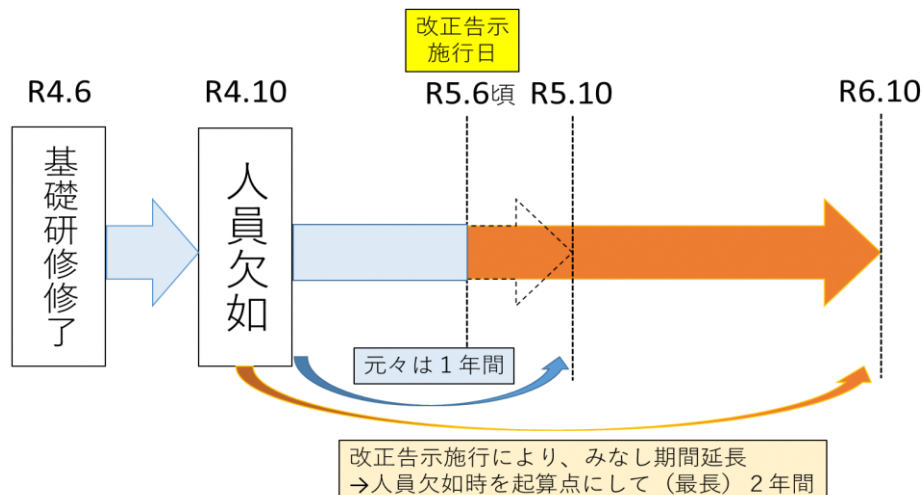 改正告示
施行日
R4.6
R4.10
R5.6頃
R5.10
R6.10
基礎研修修了
人員欠如
元々は１年間
改正告示施行により、みなし期間延長
→人員欠如時を起算点にして（最長）２年間